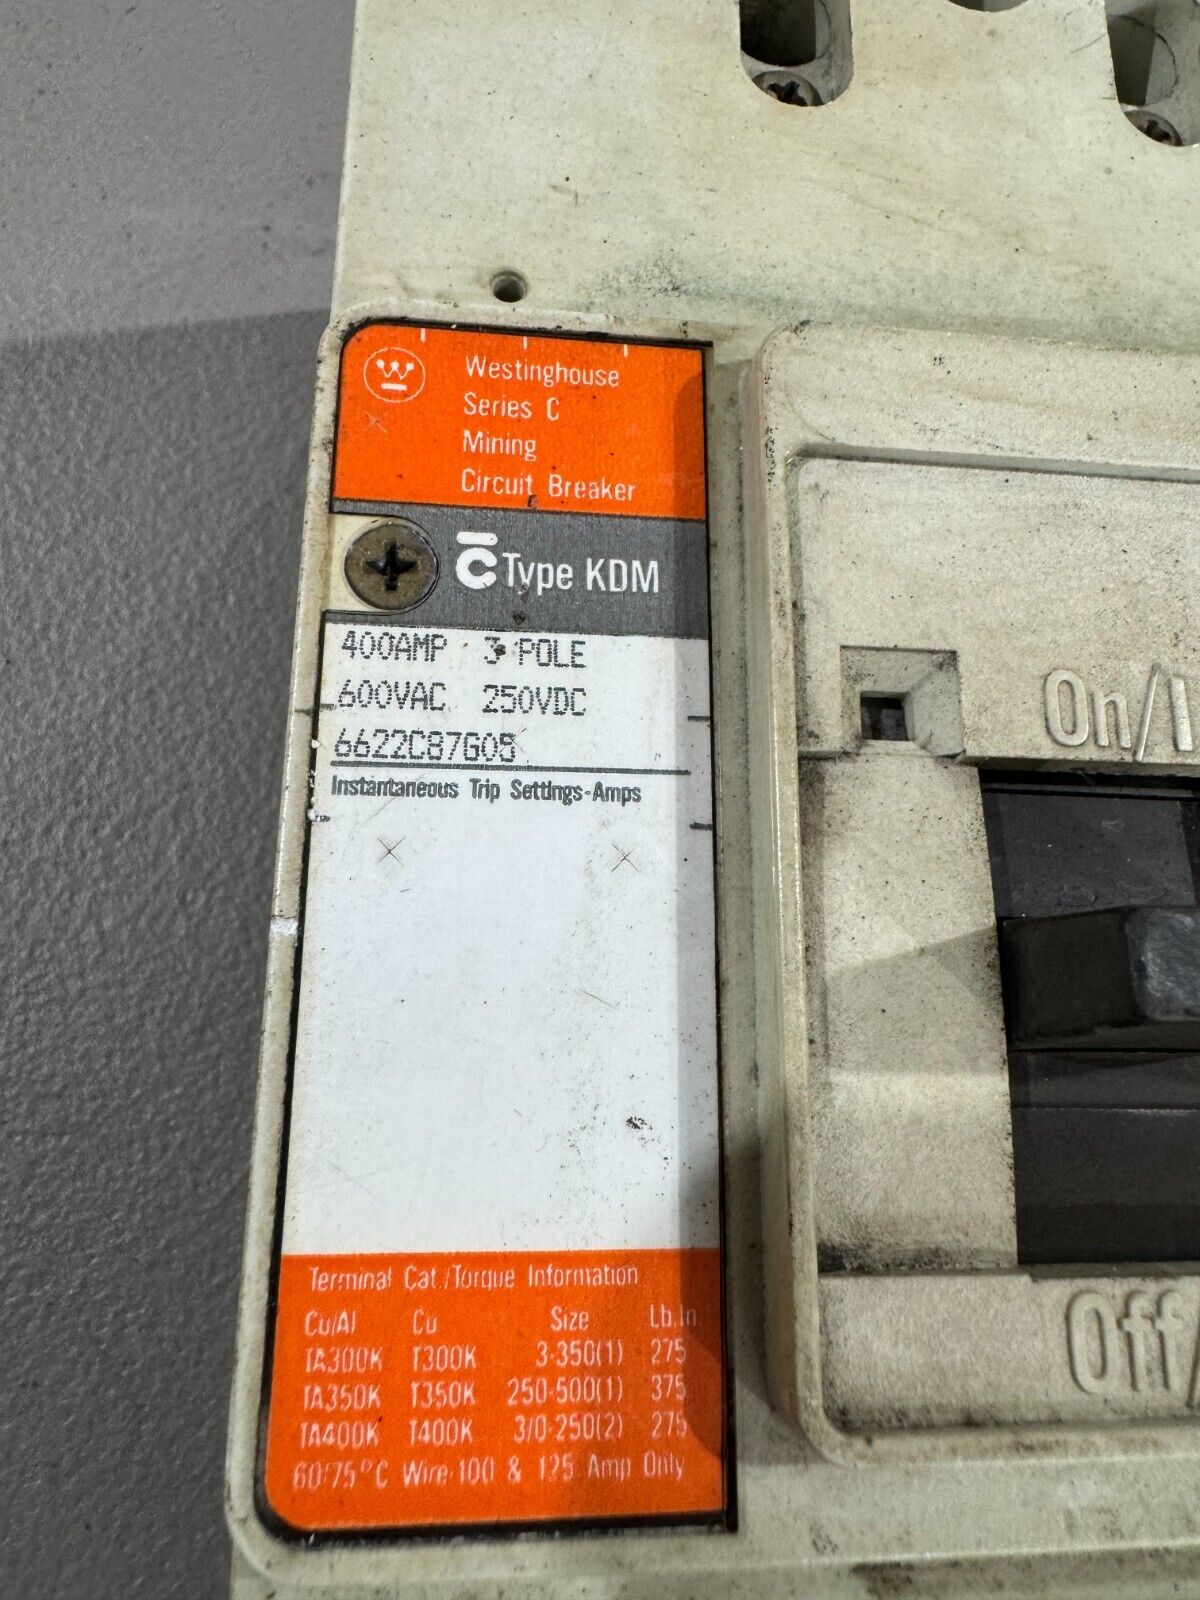 Westinghouse
Series C
Mining
Circuit Breaker
C Type KDM
400AMP 3 POLE
600VAC 250VDC
6622C87G05
Instantaneous Trip Settings-Amps
On/I
Off/
Terminal Cat./Torque Information
Cu/Al Cu Size Lb.In.
TA300K T300K 3-350(1) 275
TA350K T350K 250-500(1) 375
TA400K T400K 3/0-250(2) 275
60/75°C Wire-100 & 125 Amp Only